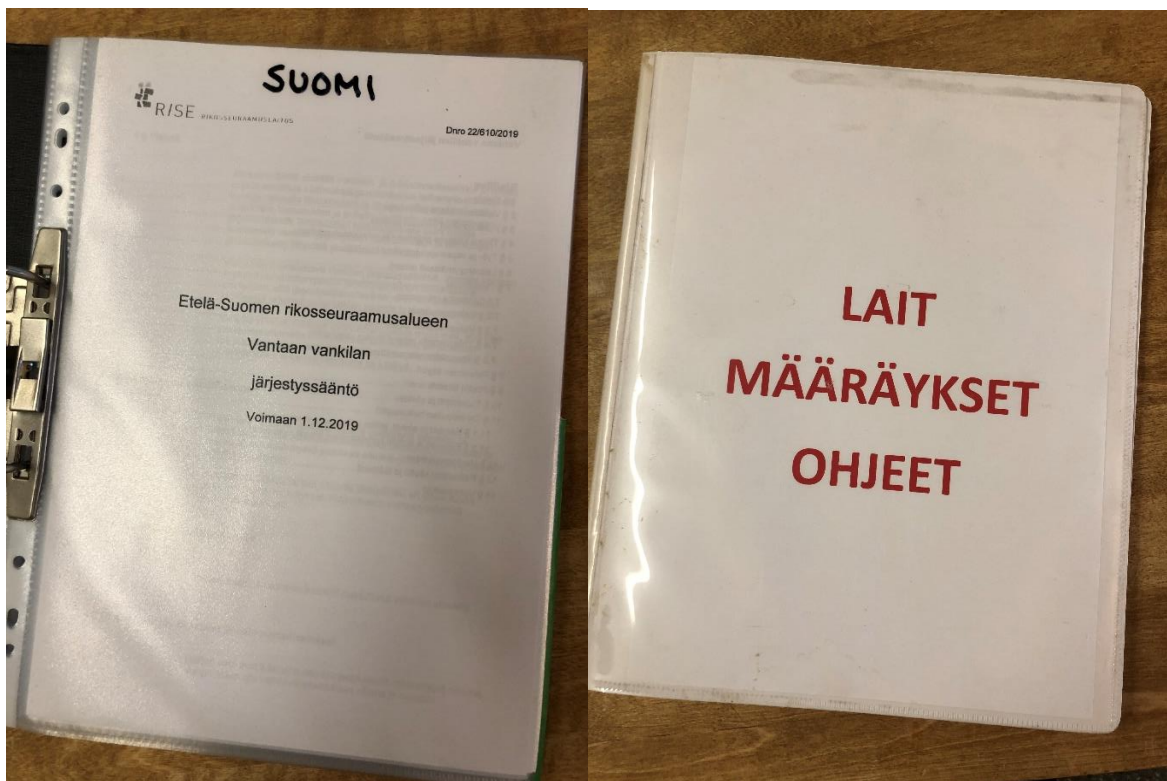 SUOMI
RISE RIKOSSEURAAMUSLAITOS
Dnro 22/610/2019
Etelä-Suomen rikosseuraamusalueen
Vantaan vankilan
järjestyssääntö
Voimaan 1.12.2019
LAIT
MÄÄRÄYKSET
OHJEET